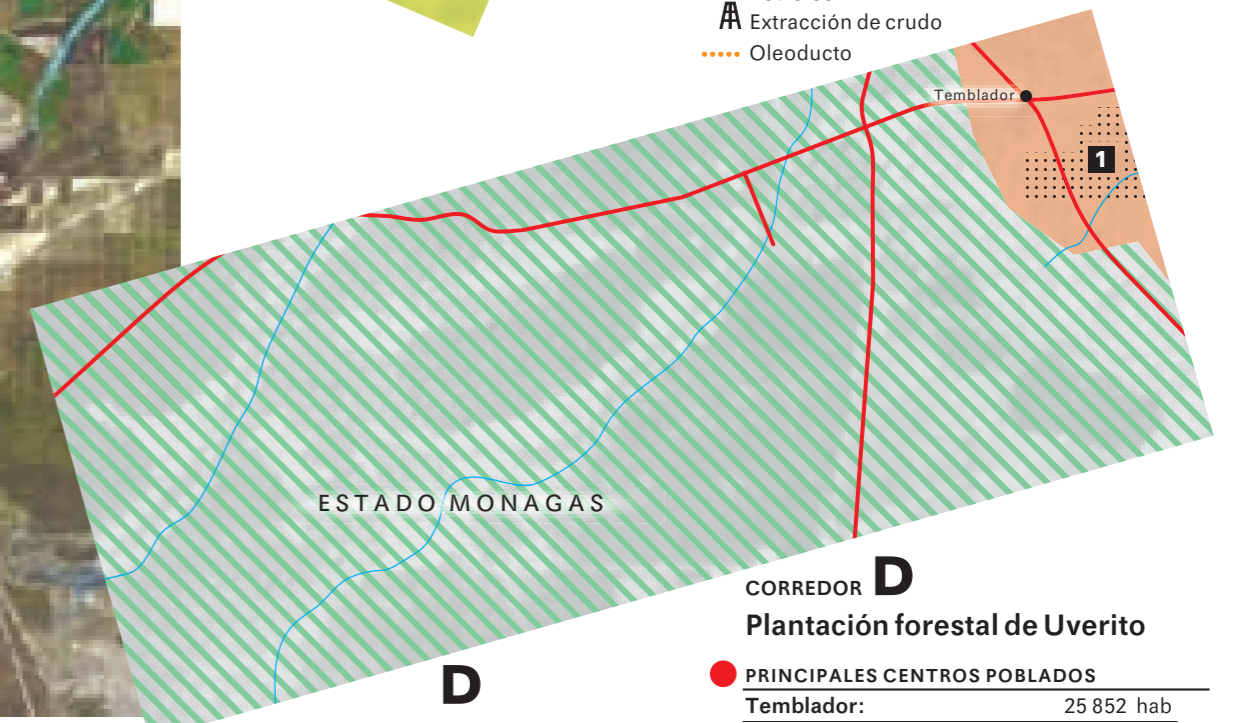 Extracción de crudo
Oleoducto
Temblador
1
ESTADO MONAGAS
CORREDOR D
Plantación forestal de Uverito
D
PRINCIPALES CENTROS POBLADOS
Temblador: 25 852 hab